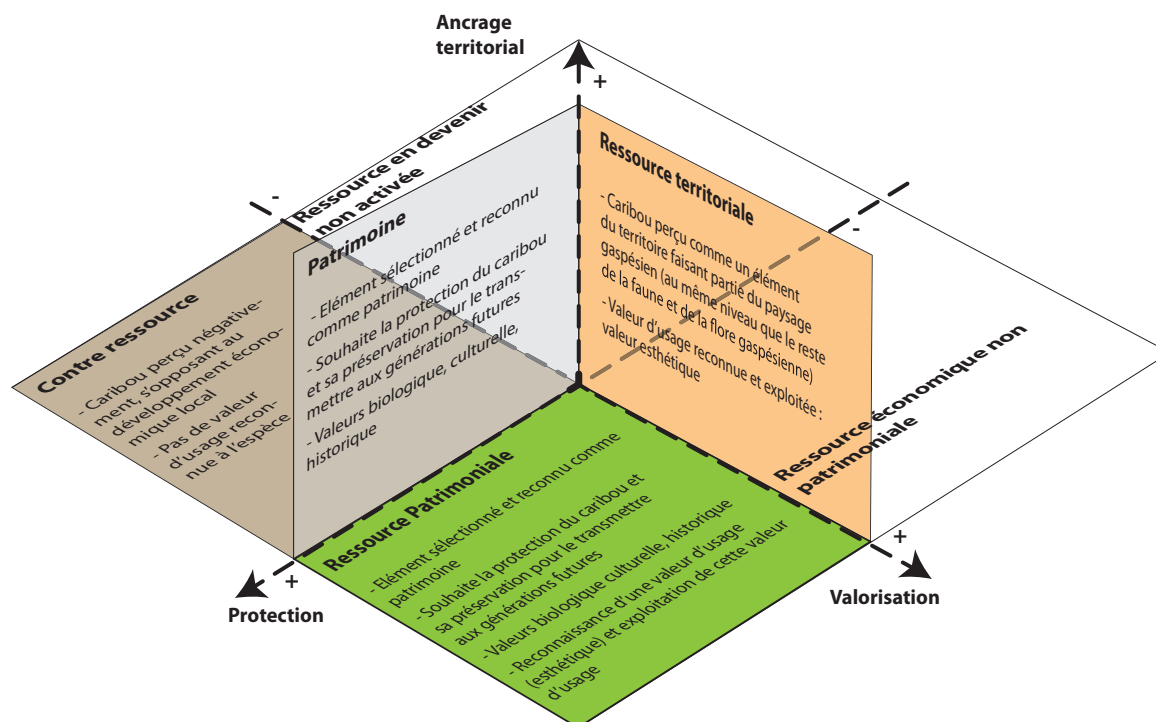 Ancrage
territorial
+
Ressource en devenir
non activée
-
Contre ressource
- Caribou perçu négative-
ment, s'opposant au
développement écono-
mique local
- Pas de valeur
d'usage recon-
nue à l'espèce
Patrimoine
- Elément sélectionné et reconnu
comme patrimoine
- Souhaite la protection du caribou
et sa préservation pour le trans-
mettre aux générations futures
- Valeurs biologique, culturelle,
historique
Ressource territoriale
- Caribou perçu comme un élément
du territoire faisant partie du paysage
gaspésien (au même niveau que le reste
de la faune et de la flore gaspésienne)
- Valeur d'usage reconnue et exploitée :
valeur esthétique
-
Ressource économique non
patrimoniale
Ressource Patrimoniale
- Elément sélectionné et reconnu comme
patrimoine
- Souhaite la protection du caribou et
sa préservation pour le transmettre
aux générations futures
- Valeurs biologique culturelle, historique
- Reconnaissance d'une valeur d'usage
(esthétique) et exploitation de cette valeur
d'usage
+
Protection
+
Valorisation